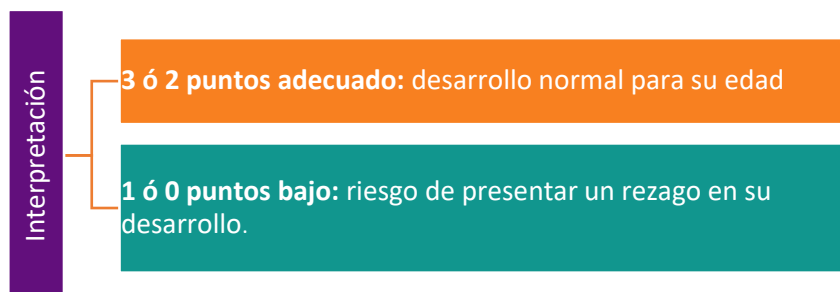 Interpretación
3 ó 2 puntos adecuado: desarrollo normal para su edad
1 ó 0 puntos bajo: riesgo de presentar un rezago en su
desarrollo.